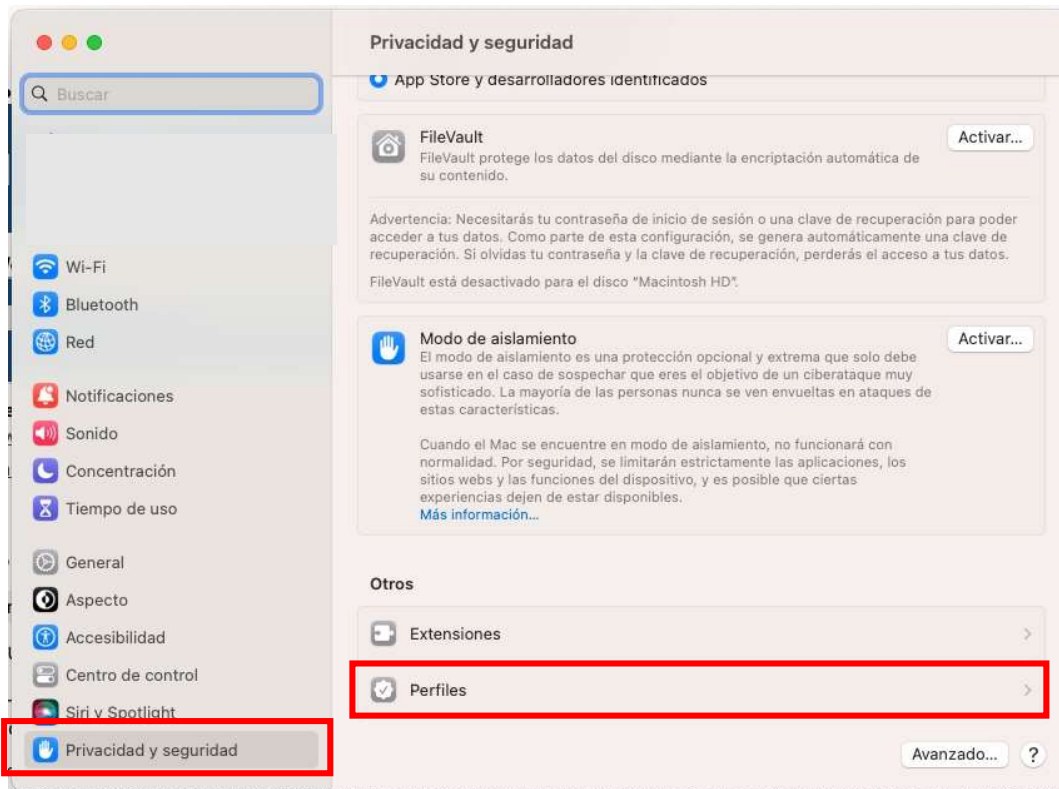 Privacidad y seguridad
Buscar
App Store y desarrolladores identificados
FileVault
Activar...
FileVault protege los datos del disco mediante la encriptación automática de
su contenido.
Advertencia: Necesitarás tu contraseña de inicio de sesión o una clave de recuperación para poder
acceder a tus datos. Como parte de esta configuración, se genera automáticamente una clave de
recuperación. Si olvidas tu contraseña y la clave de recuperación, perderás el acceso a tus datos.
FileVault está desactivado para el disco "Macintosh HD".
Modo de aislamiento
Activar...
El modo de aislamiento es una protección opcional y extrema que solo debe
usarse en el caso de sospechar que eres el objetivo de un ciberataque muy
sofisticado. La mayoría de las personas nunca se ven envueltas en ataques de
estas características.
Cuando el Mac se encuentre en modo de aislamiento, no funcionará con
normalidad. Por seguridad, se limitarán estrictamente las aplicaciones, los
sitios webs y las funciones del dispositivo, y es posible que ciertas
experiencias dejen de estar disponibles.
Más información...
Otros
Extensiones
Perfiles
Avanzado...
?
Wi-Fi
Bluetooth
Red
Notificaciones
Sonido
Concentración
Tiempo de uso
General
Aspecto
Accesibilidad
Centro de control
Siri y Spotlight
Privacidad y seguridad